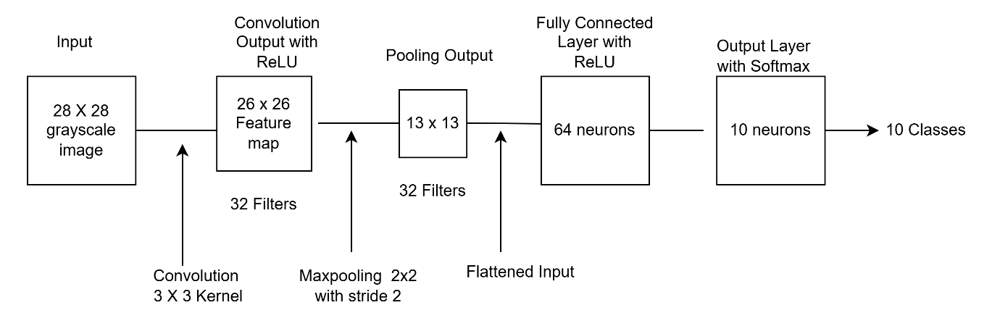 Input
28 X 28
grayscale
image
Convolution
3 X 3 Kernel
Convolution
Output with
ReLU
26 x 26
Feature
map
32 Filters
Maxpooling  2x2
with stride 2
Pooling Output
13 x 13
32 Filters
Flattened Input
Fully Connected
Layer with
ReLU
64 neurons
Output Layer
with Softmax
10 neurons
10 Classes